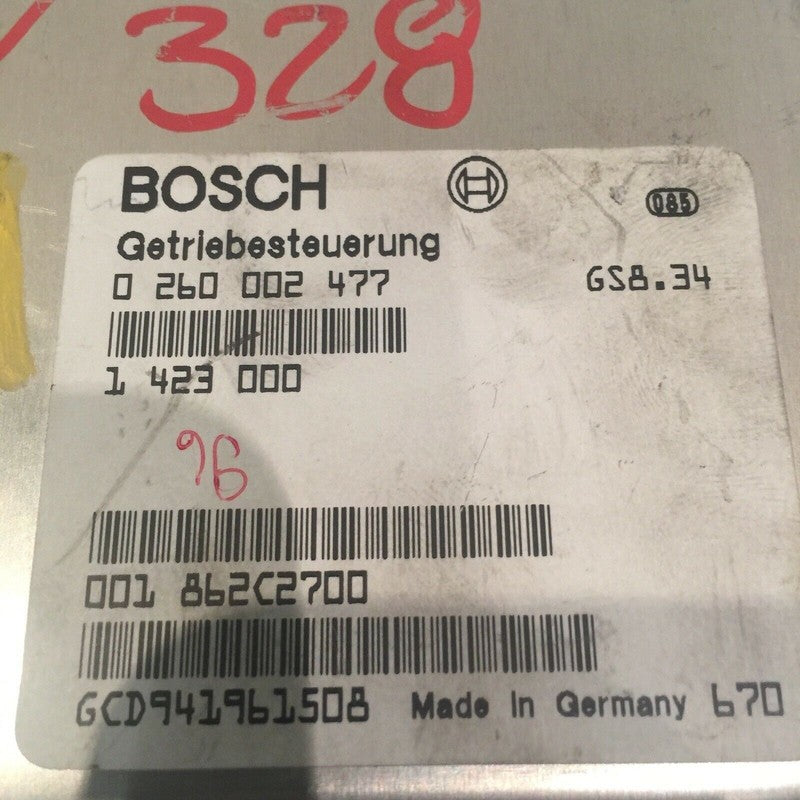 328
BOSCH
085
Getriebesteuerung
0 260 002 477
GS8.34
1 423 000
96
001 862C2700
GCD941961508 Made in Germany 670